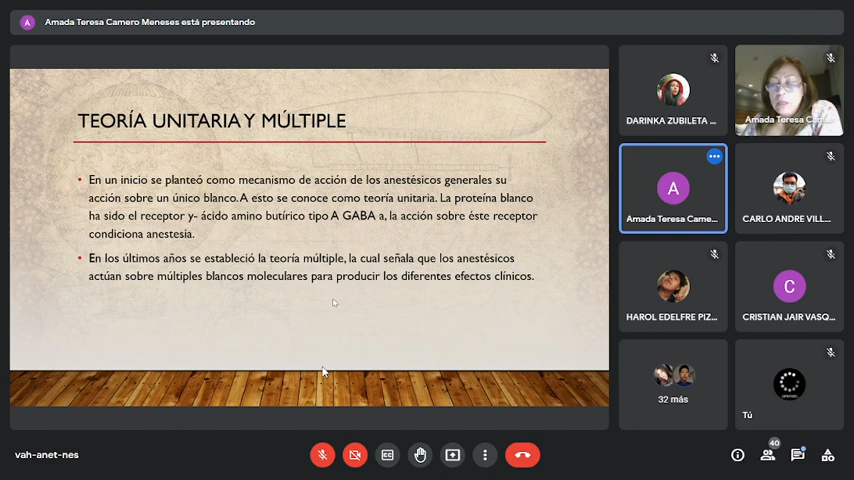 A Amada Teresa Camero Meneses está presentando
TEORÍA UNITARIA Y MÚLTIPLE
• En un inicio se planteó como mecanismo de acción de los anestésicos generales su
acción sobre un único blanco. A esto se conoce como teoría unitaria. La proteína blanco
ha sido el receptor y- ácido amino butírico tipo A GABA a, la acción sobre éste receptor
condiciona anestesia.
• En los últimos años se estableció la teoría múltiple, la cual señala que los anestésicos
actúan sobre múltiples blancos moleculares para producir los diferentes efectos clínicos.
DARINKA ZUBILETA ...
Amada Teresa Cam...
A
Amada Teresa Came...
CARLO ANDRE VILL...
HAROL EDELFRE PIZ...
C
CRISTIAN JAIR VASQ...
32 más
Tú
vah-anet-nes
40